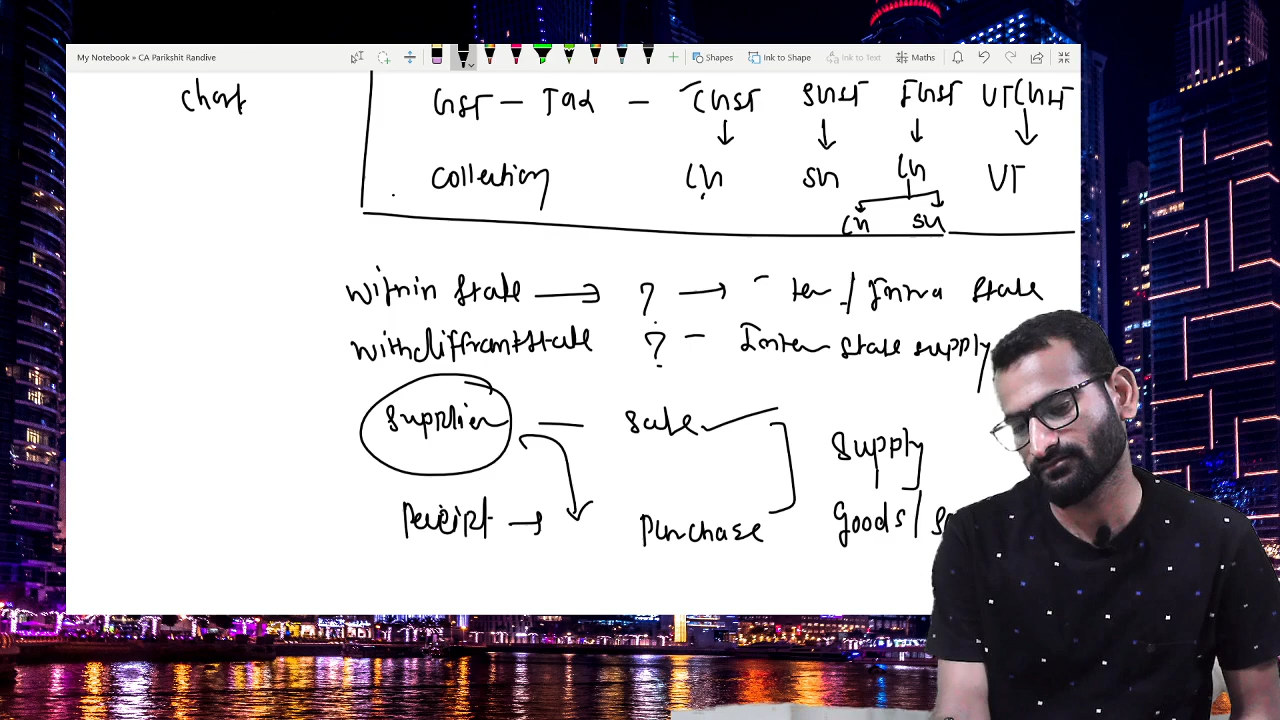 My Notebook » CA Parikshit Randive
Shapes Ink to Shape Ink to Text Maths
Chart GST — Tax — CGST SGST IGST UTGST
Collection CG SG CG UT
CG SG
Within State ? ter / Intra State
With diffrant State ? – Inter State supply
Supplier — Sale
Supply
Receipt Purchase Goods /